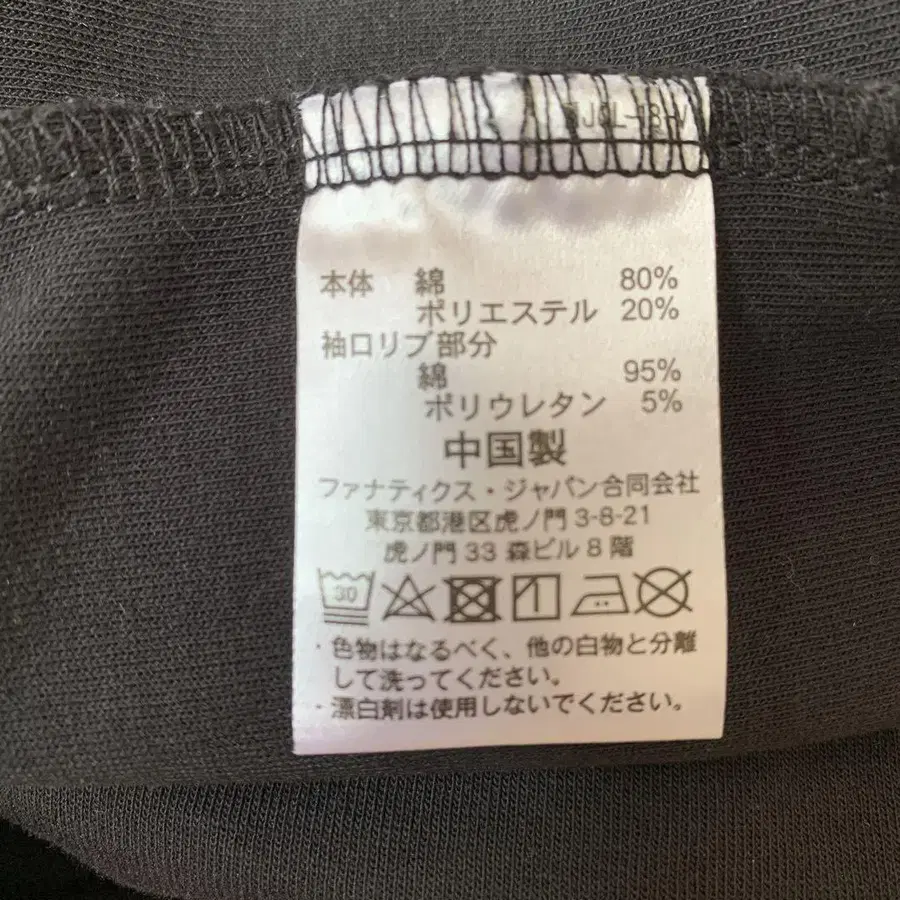 本体 綿 80%
ポリエステル 20%
袖口リブ部分
綿 95%
ポリウレタン 5%
中国製
ファナティクス・ジャパン合同会社
東京都港区虎ノ門 3-8-21
虎ノ門 33 森ビル 8 階
30
・色物はなるべく、他の白物と分離
して洗ってください。
・漂白剤は使用しないでください。